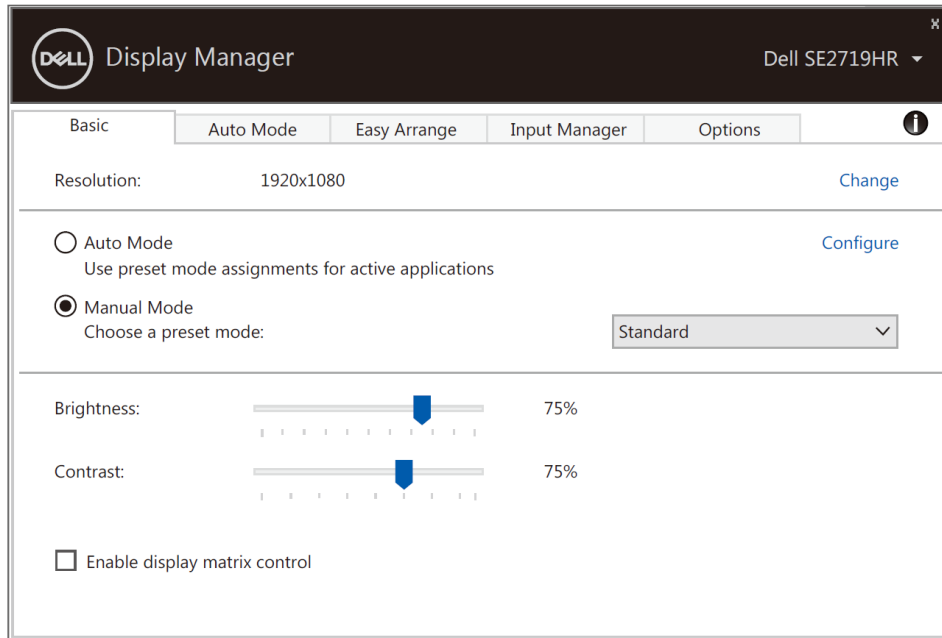 x
DELL Display Manager
Dell SE2719HR
Basic Auto Mode Easy Arrange Input Manager Options i
Resolution: 1920x1080 Change
Auto Mode Configure
Use preset mode assignments for active applications
Manual Mode
Choose a preset mode: Standard
Brightness: 75%
Contrast: 75%
Enable display matrix control